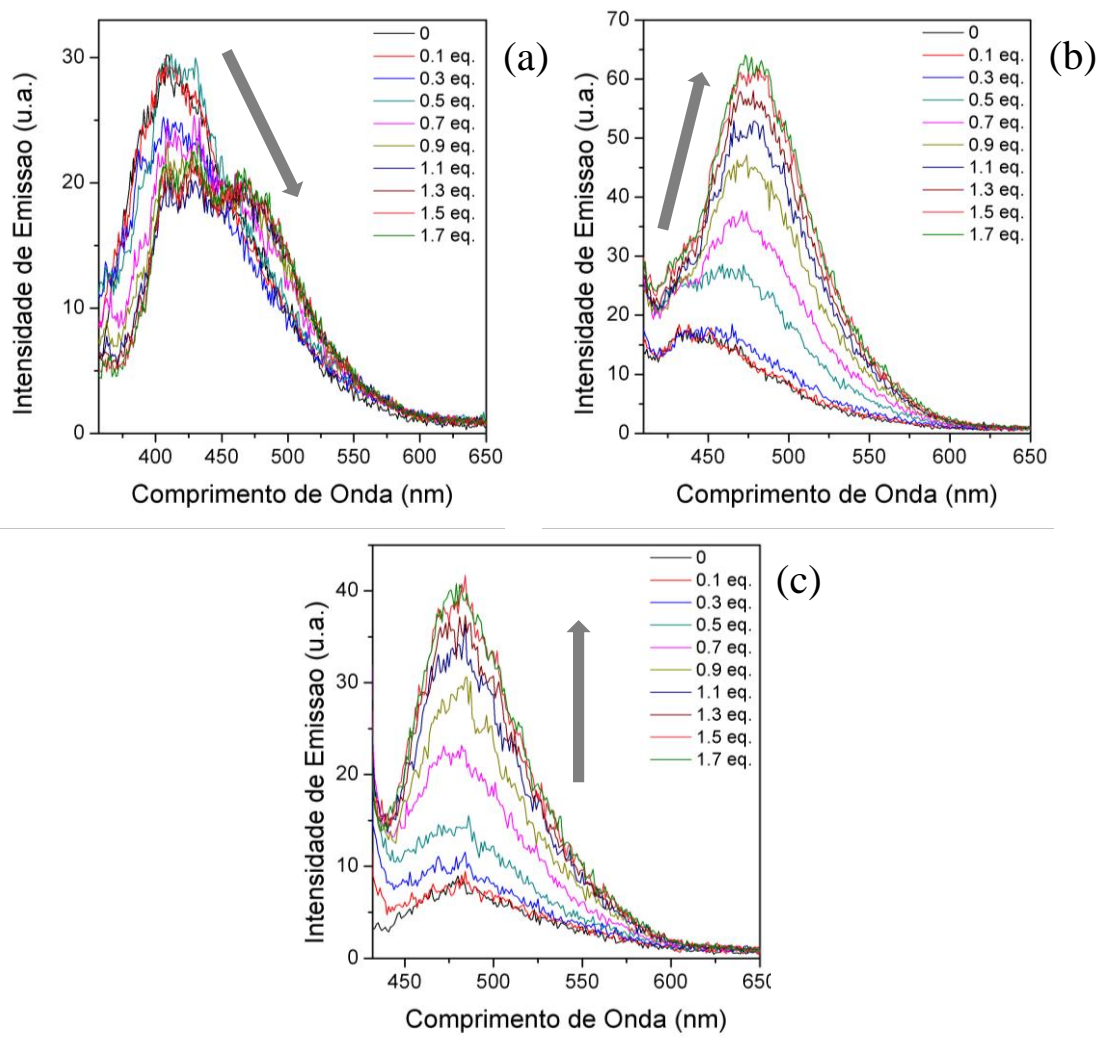 (a)
Intensidade de Emissao (u.a.)
30
20
10
0
400 450 500 550 600 650
Comprimento de Onda (nm)
0
0.1 eq.
0.3 eq.
0.5 eq.
0.7 eq.
0.9 eq.
1.1 eq.
1.3 eq.
1.5 eq.
1.7 eq.
(b)
Intensidade de Emissao (u.a.)
70
60
50
40
30
20
10
0
450 500 550 600 650
Comprimento de Onda (nm)
0
0.1 eq.
0.3 eq.
0.5 eq.
0.7 eq.
0.9 eq.
1.1 eq.
1.3 eq.
1.5 eq.
1.7 eq.
(c)
Intensidade de Emissao (u.a.)
40
30
20
10
0
450 500 550 600 650
Comprimento de Onda (nm)
0
0.1 eq.
0.3 eq.
0.5 eq.
0.7 eq.
0.9 eq.
1.1 eq.
1.3 eq.
1.5 eq.
1.7 eq.